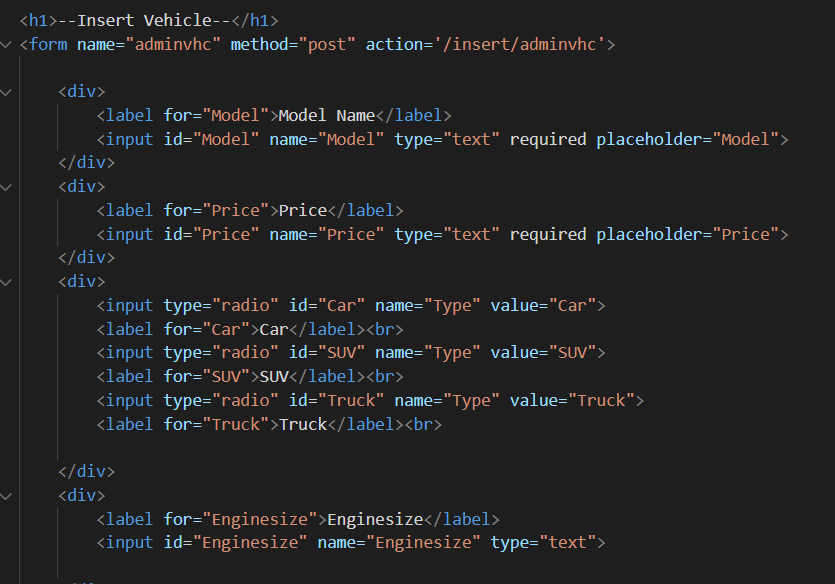 <h1>--Insert Vehicle--</h1>
<form name="adminvhc" method="post" action='/insert/adminvhc'>
<div>
<label for="Model">Model Name</label>
<input id="Model" name="Model" type="text" required placeholder="Model">
</div>
<div>
<label for="Price">Price</label>
<input id="Price" name="Price" type="text" required placeholder="Price">
</div>
<div>
<input type="radio" id="Car" name="Type" value="Car">
<label for="Car">Car</label><br>
<input type="radio" id="SUV" name="Type" value="SUV">
<label for="SUV">SUV</label><br>
<input type="radio" id="Truck" name="Type" value="Truck">
<label for="Truck">Truck</label><br>
</div>
<div>
<label for="Enginesize">Enginesize</label>
<input id="Enginesize" name="Enginesize" type="text">